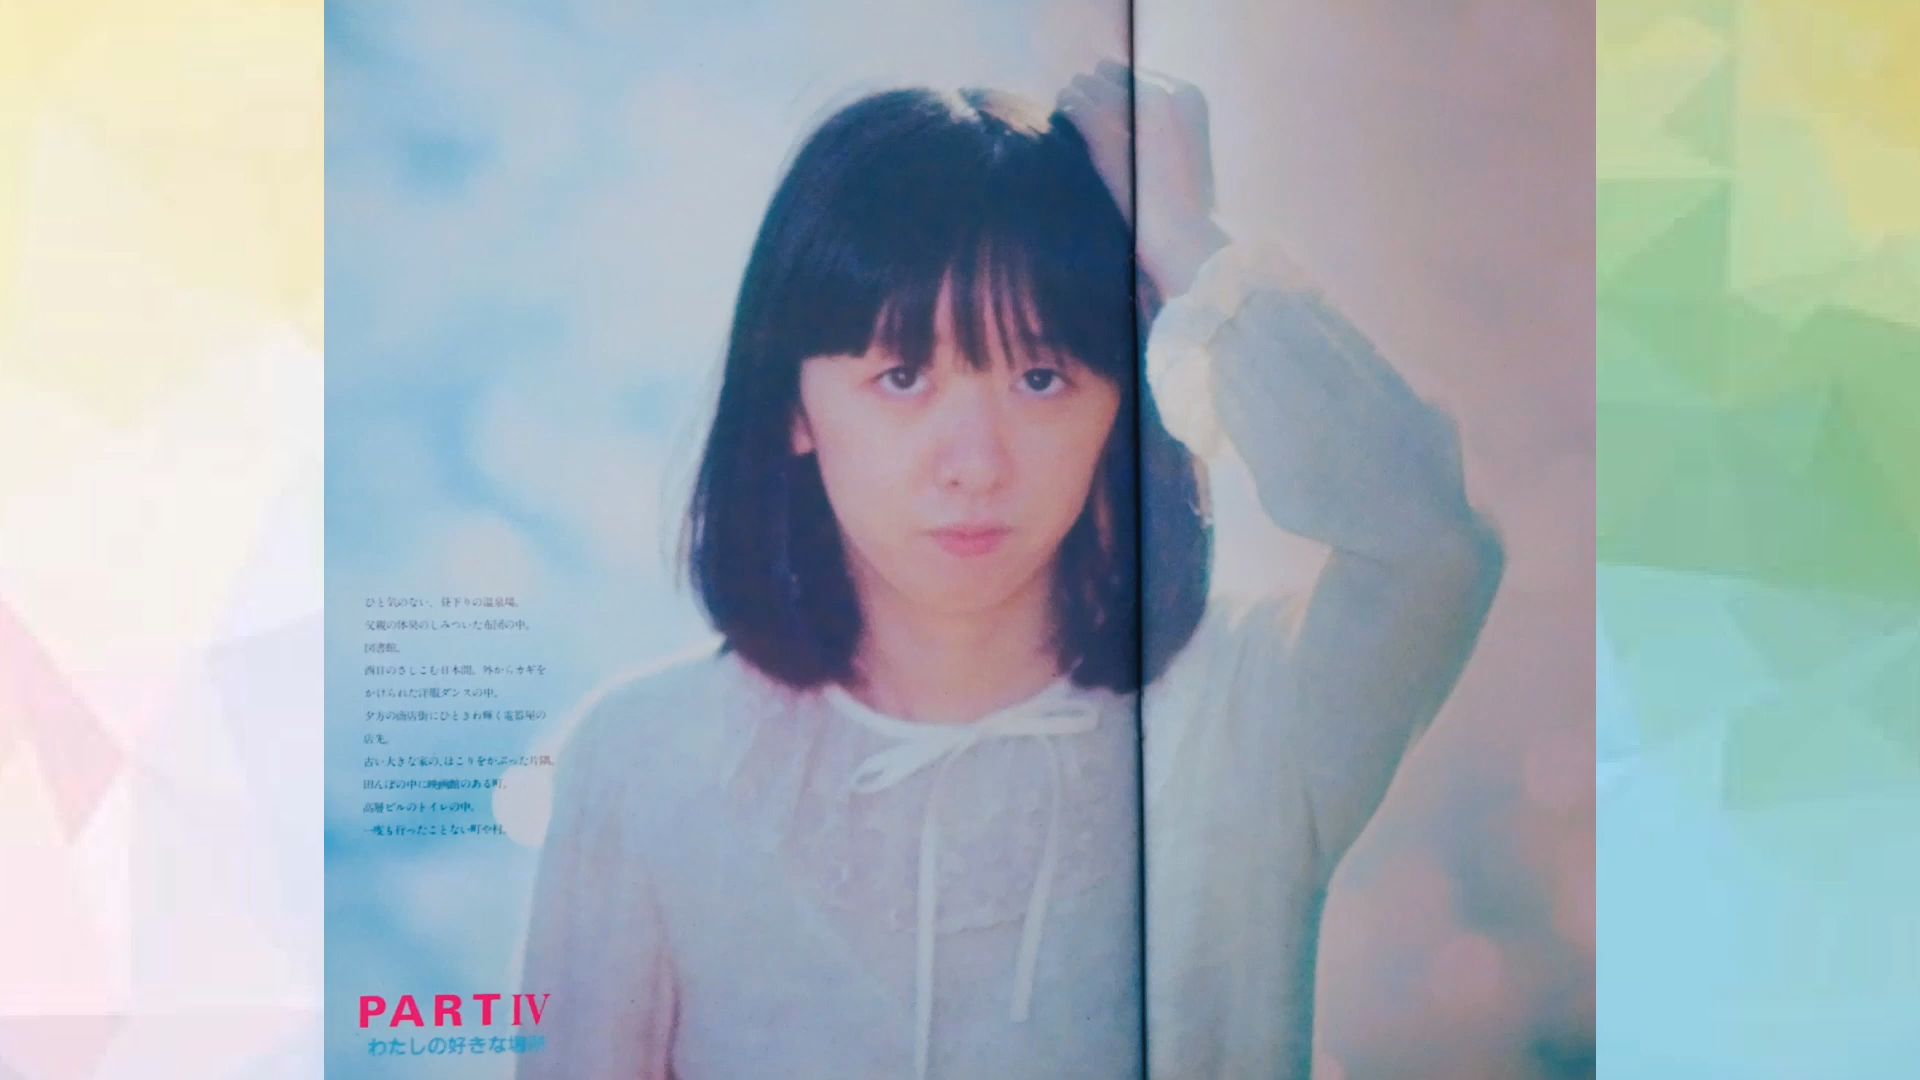 ひと気のない、昼下りの温泉場。
父親の体臭のしみついた布団の中。
図書館。
西日のさしこむ日本間。外からカギを
かけられた洋服ダンスの中。
夕方の商店街にひときわ輝く電器屋の
店先。
古い大きな家の、ほこりをかぶった片隅。
田んぼの中に映画館のある町。
高層ビルのトイレの中。
一度も行ったことない町や村。
PART IV
わたしの好きな場所